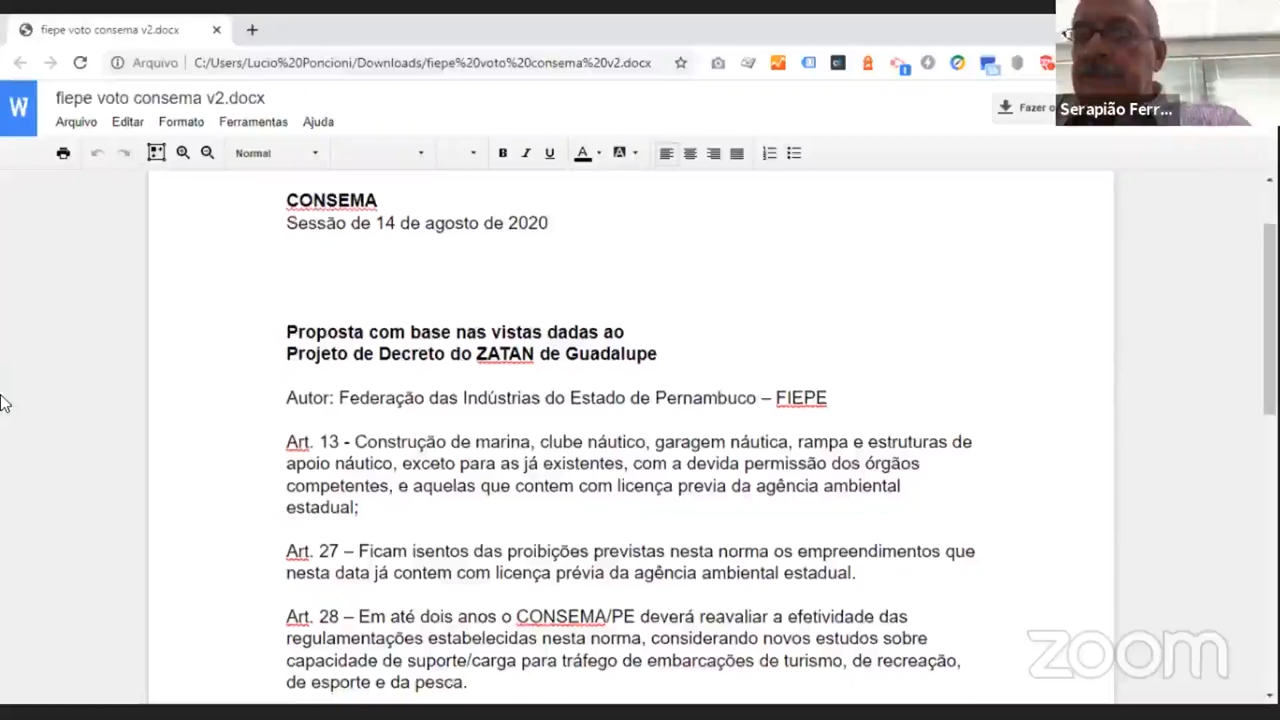 fiepe voto consema v2.docx
Arquivo
C:/Users/Lucio%20Poncioni/Downloads/fiepe%20voto%20consema%20v2.docx
W
fiepe voto consema v2.docx
Fazer
Serapião Ferr...
Arquivo Editar Formato Ferramentas Ajuda
Normal
B I U A A
CONSEMA
Sessão de 14 de agosto de 2020
Proposta com base nas vistas dadas ao
Projeto de Decreto do ZATAN de Guadalupe
Autor: Federação das Indústrias do Estado de Pernambuco – FIEPE
Art. 13 - Construção de marina, clube náutico, garagem náutica, rampa e estruturas de
apoio náutico, exceto para as já existentes, com a devida permissão dos órgãos
competentes, e aquelas que contem com licença previa da agência ambiental
estadual;
Art. 27 – Ficam isentos das proibições previstas nesta norma os empreendimentos que
nesta data já contem com licença prévia da agência ambiental estadual.
Art. 28 – Em até dois anos o CONSEMA/PE deverá reavaliar a efetividade das
regulamentações estabelecidas nesta norma, considerando novos estudos sobre
capacidade de suporte/carga para tráfego de embarcações de turismo, de recreação,
de esporte e da pesca.
zoom